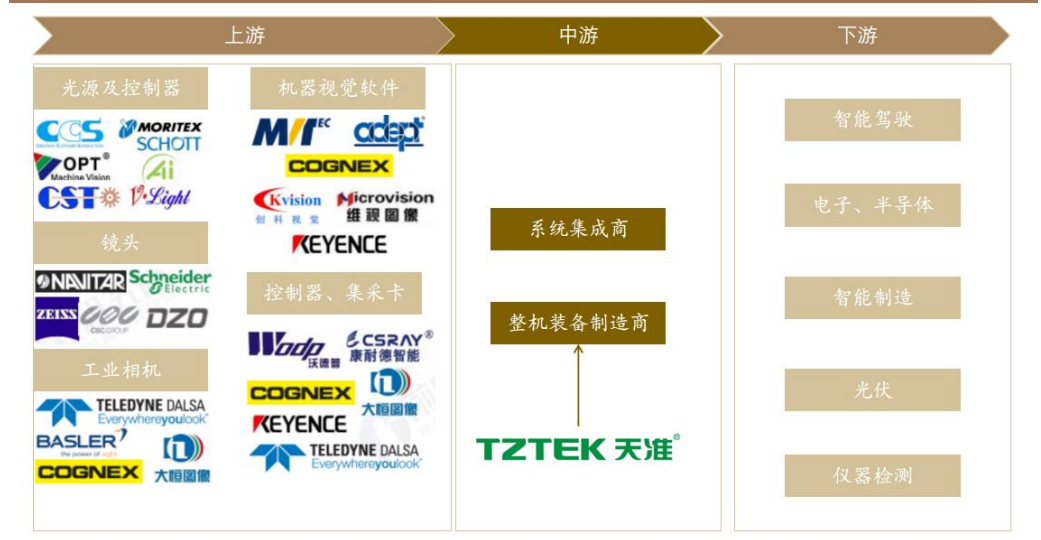 上游
中游
下游
光源及控制器
CCS
MORITEX
SCHOTT
OPT®
Machine Vision
Ai
CST
V·Light
镜头
NAVITAR
Schneider
Electric
ZEISS
CBC GROUP
DZO
工业相机
TELEDYNE DALSA
Everywhereyoulook
BASLER
the power of sight
大恒图像
COGNEX
机器视觉软件
MVTEC
adept
COGNEX
Kvision
创科视觉
Microvision
维视图像
KEYENCE
控制器、集采卡
Wodp
沃德普
CSRAY®
康耐德智能
COGNEX
大恒图像
KEYENCE
TELEDYNE DALSA
Everywhereyoulook
系统集成商
整机装备制造商
TZTEK 天准®
智能驾驶
电子、半导体
智能制造
光伏
仪器检测